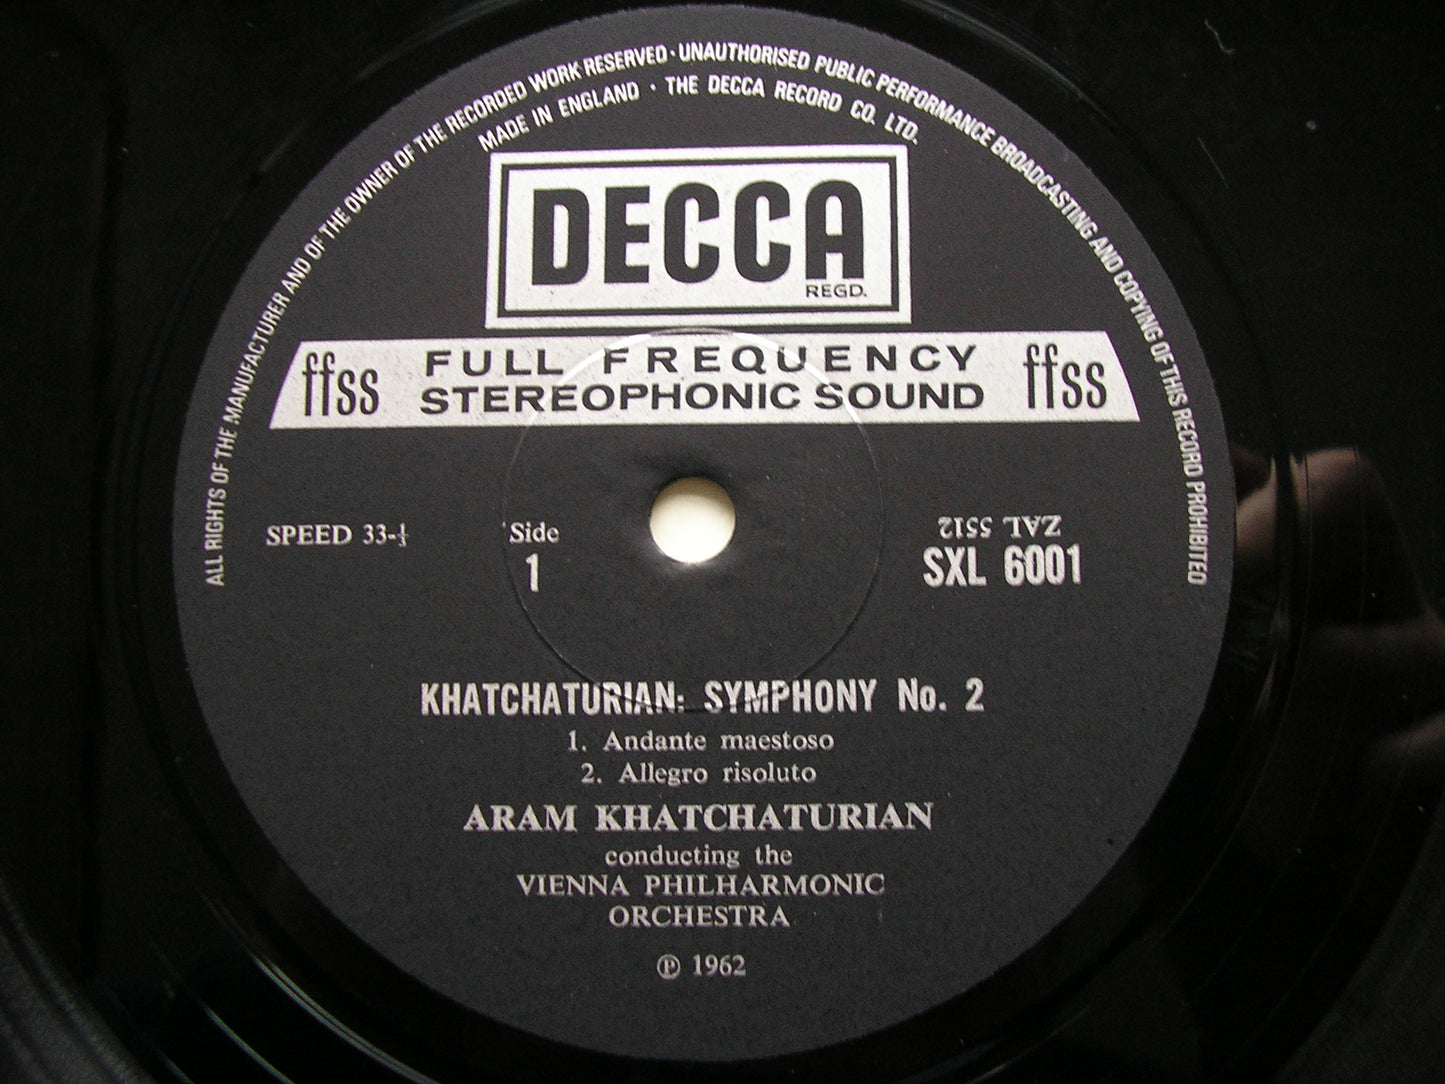 ALL RIGHTS OF THE MANUFACTURER AND OF THE OWNER OF THE RECORDED WORK RESERVED · UNAUTHORISED PUBLIC PERFORMANCE BROADCASTING AND COPYING OF THIS RECORD PROHIBITED
MADE IN ENGLAND · THE DECCA RECORD CO. LTD.
DECCA
REGD.
ffss FULL FREQUENCY STEREOPHONIC SOUND ffss
SPEED 33-⅓
Side
1
ZAL 5512
SXL 6001
KHATCHATURIAN: SYMPHONY No. 2
1. Andante maestoso
2. Allegro risoluto
ARAM KHATCHATURIAN
conducting the
VIENNA PHILHARMONIC
ORCHESTRA
℗ 1962